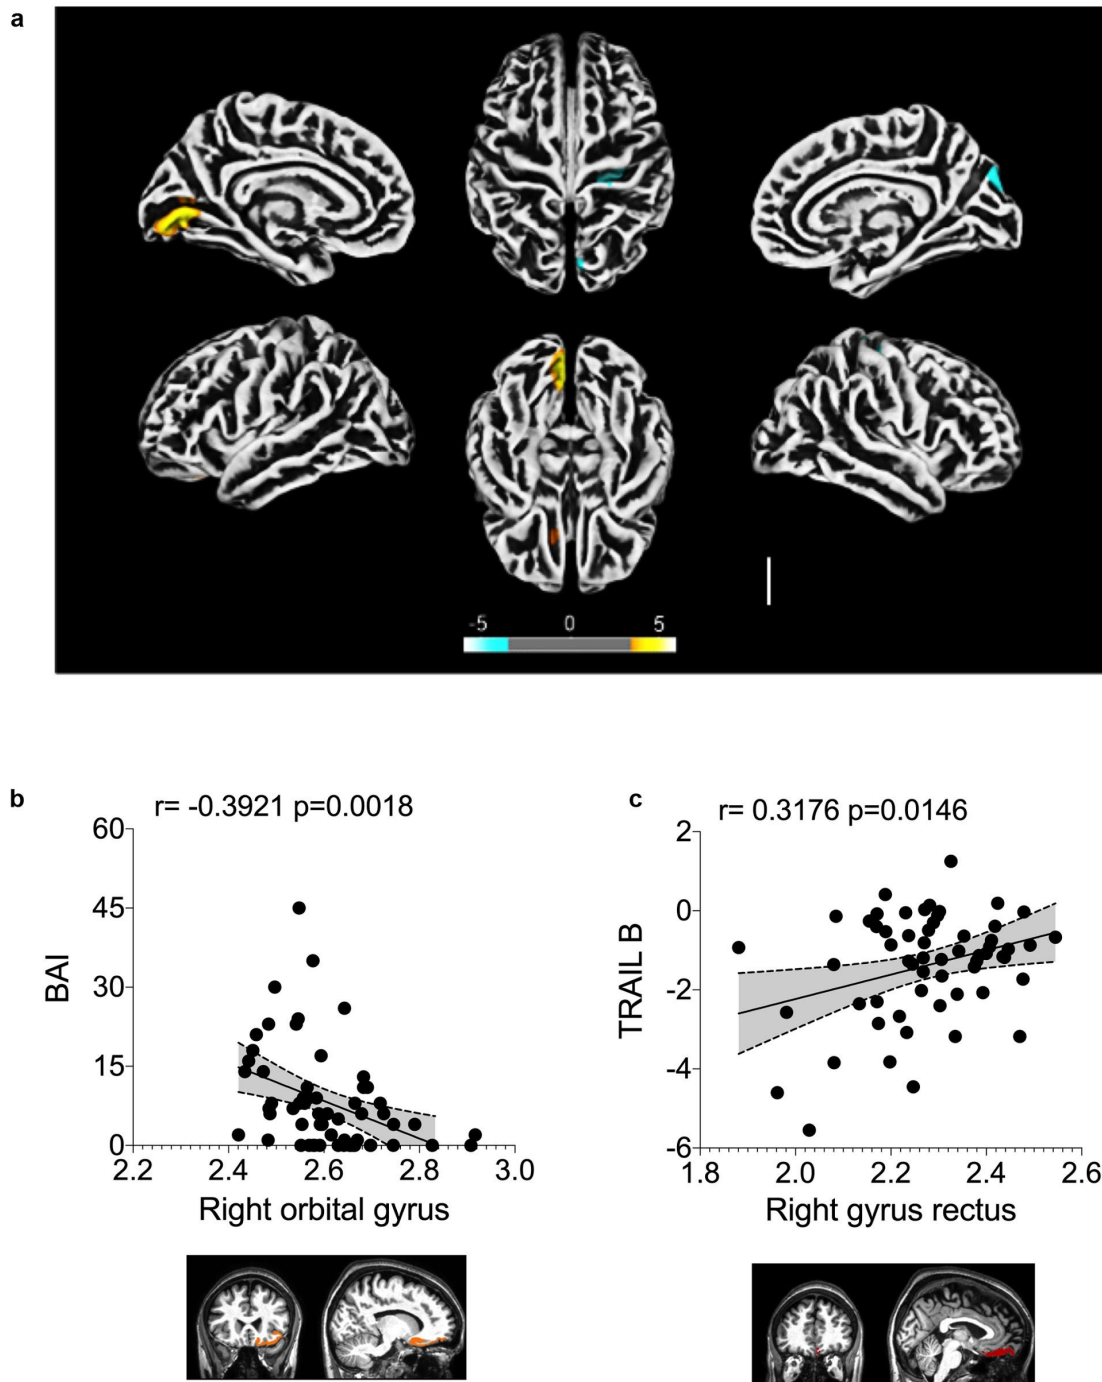 a
-5 0 5
b
r= -0.3921 p=0.0018
60
45
30
15
0
BAI
2.2 2.4 2.6 2.8 3.0
Right orbital gyrus
c
r= 0.3176 p=0.0146
2
0
-2
-4
-6
TRAIL B
1.8 2.0 2.2 2.4 2.6
Right gyrus rectus